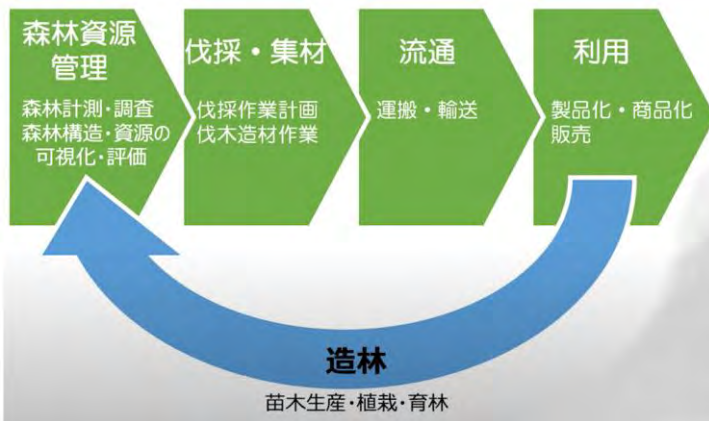 森林資源
管理
森林計測・調査
森林構造・資源の
可視化・評価
伐採・集材
伐採作業計画
伐木造材作業
流通
運搬・輸送
利用
製品化・商品化
販売
造林
苗木生産・植栽・育林